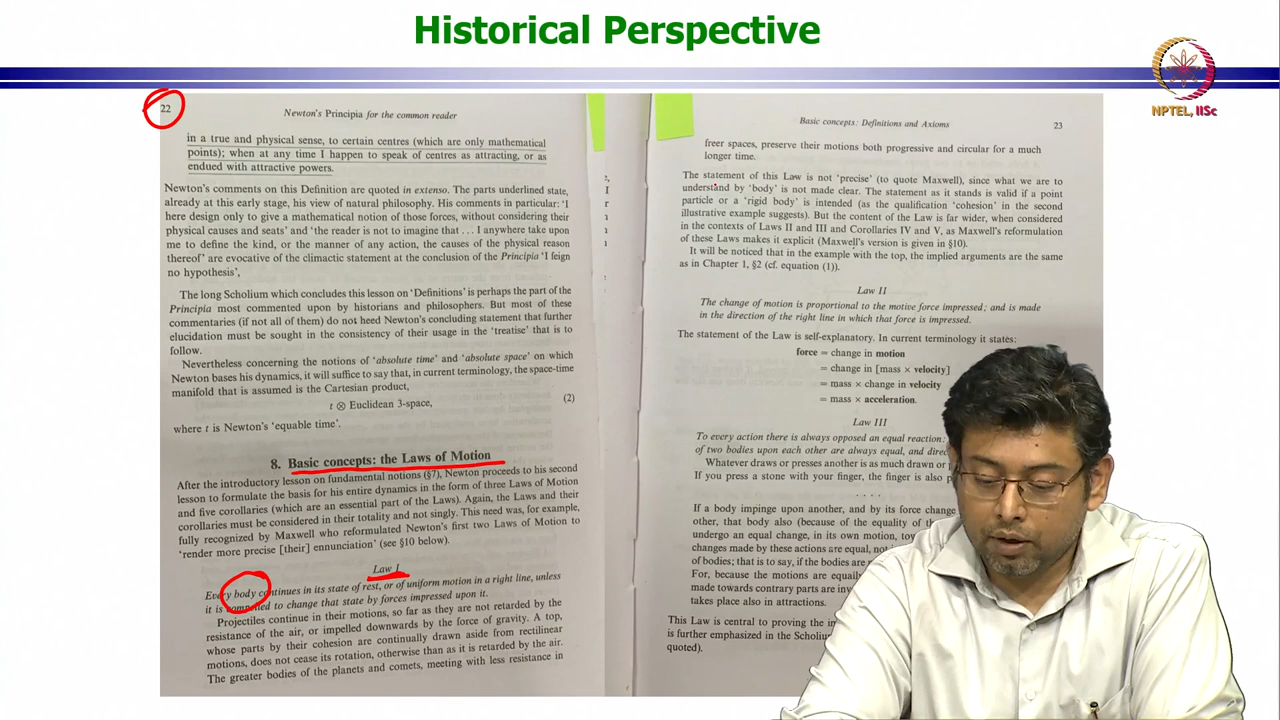 Historical Perspective
NPTEL, IISc
22
Newton's Principia for the common reader
in a true and physical sense, to certain centres (which are only mathematical
points); when at any time I happen to speak of centres as attracting, or as
endued with attractive powers.
Newton's comments on this Definition are quoted in extenso. The parts underlined state,
already at this early stage, his view of natural philosophy. His comments in particular: 'I
here design only to give a mathematical notion of those forces, without considering their
physical causes and seats' and 'the reader is not to imagine that . . . I anywhere take upon
me to define the kind, or the manner of any action, the causes of the physical reason
thereof' are evocative of the climactic statement at the conclusion of the Principia 'I feign
no hypothesis',
The long Scholium which concludes this lesson on 'Definitions' is perhaps the part of the
Principia most commented upon by historians and philosophers. But most of these
commentaries (if not all of them) do not heed Newton's concluding statement that further
elucidation must be sought in the consistency of their usage in the 'treatise' that is to
follow.
Nevertheless concerning the notions of 'absolute time' and 'absolute space' on which
Newton bases his dynamics, it will suffice to say that, in current terminology, the space-time
manifold that is assumed is the Cartesian product,
t ⊗ Euclidean 3-space, (2)
where t is Newton's 'equable time'.
8. Basic concepts: the Laws of Motion
After the introductory lesson on fundamental notions (§7), Newton proceeds to his second
lesson to formulate the basis for his entire dynamics in the form of three Laws of Motion
and five corollaries (which are an essential part of the Laws). Again, the Laws and their
corollaries must be considered in their totality and not singly. This need was, for example,
fully recognized by Maxwell who reformulated Newton's first two Laws of Motion to
'render more precise [their] ennunciation' (see §10 below).
Law I
Every body continues in its state of rest, or of uniform motion in a right line, unless
it is compelled to change that state by forces impressed upon it.
Projectiles continue in their motions, so far as they are not retarded by the
resistance of the air, or impelled downwards by the force of gravity. A top,
whose parts by their cohesion are continually drawn aside from rectilinear
motions, does not cease its rotation, otherwise than as it is retarded by the air.
The greater bodies of the planets and comets, meeting with less resistance in
Basic concepts: Definitions and Axioms
23
freer spaces, preserve their motions both progressive and circular for a much
longer time.
The statement of this Law is not 'precise' (to quote Maxwell), since what we are to
understand by 'body' is not made clear. The statement as it stands is valid if a point
particle or a 'rigid body' is intended (as the qualification 'cohesion' in the second
illustrative example suggests). But the content of the Law is far wider, when considered
in the contexts of Laws II and III and Corollaries IV and V, as Maxwell's reformulation
of these Laws makes it explicit (Maxwell's version is given in §10).
It will be noticed that in the example with the top, the implied arguments are the same
as in Chapter 1, §2 (cf. equation (1)).
Law II
The change of motion is proportional to the motive force impressed; and is made
in the direction of the right line in which that force is impressed.
The statement of the Law is self-explanatory. In current terminology it states:
force = change in motion
= change in [mass × velocity]
= mass × change in velocity
= mass × acceleration.
Law III
To every action there is always opposed an equal reaction:
of two bodies upon each other are always equal, and
Whatever draws or presses another is as much drawn or
If you press a stone with your finger, the finger is also
. . . .
If a body impinge upon another, and by its force change
other, that body also (because of the equality of
undergo an equal change, in its own motion,
changes made by these actions are equal,
of bodies; that is to say, if the bodies are
For, because the motions are
made towards contrary parts are
takes place also in attractions.
This Law is central to proving the
is further emphasized in the
quoted).